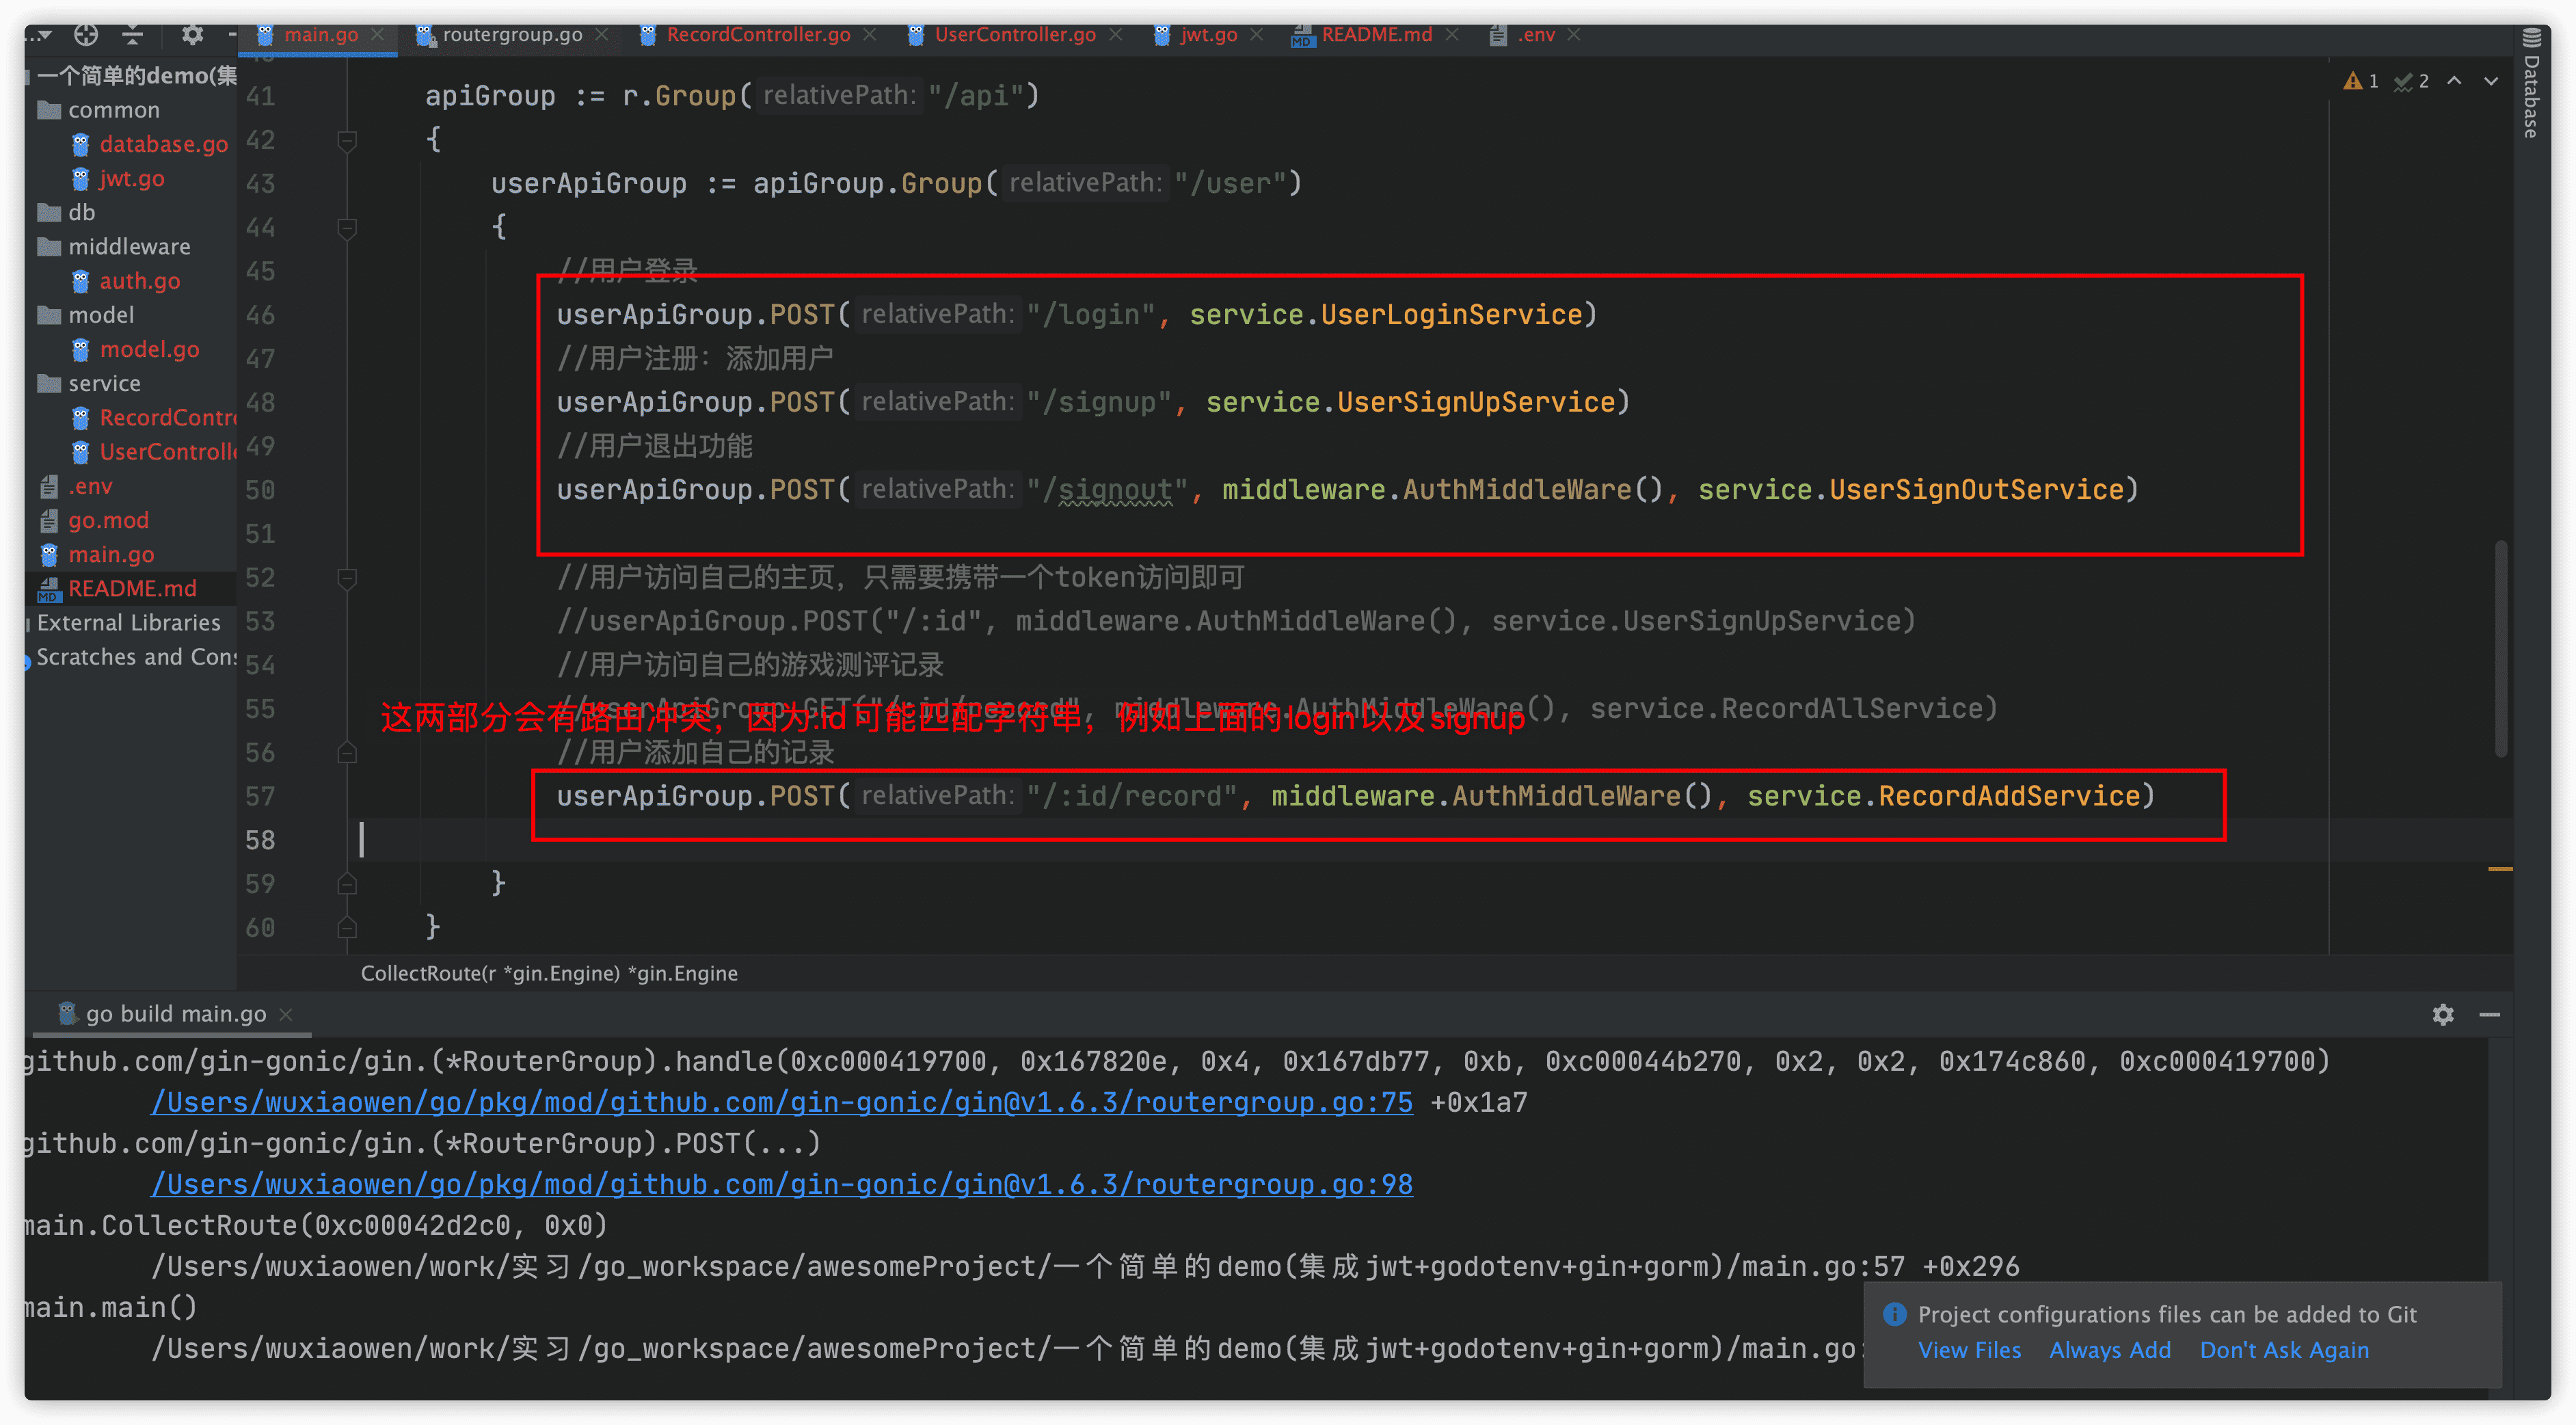 main.go
routergroup.go
RecordController.go
UserController.go
jwt.go
README.md
.env
Database
一个简单的demo(集
common
database.go
jwt.go
db
middleware
auth.go
model
model.go
service
RecordContr
UserControll
.env
go.mod
main.go
README.md
External Libraries
Scratches and Cons
1 2
41 apiGroup := r.Group( relativePath: "/api")
42 {
43 userApiGroup := apiGroup.Group( relativePath: "/user")
44 {
45 //用户登录
46 userApiGroup.POST( relativePath: "/login", service.UserLoginService)
47 //用户注册：添加用户
48 userApiGroup.POST( relativePath: "/signup", service.UserSignUpService)
49 //用户退出功能
50 userApiGroup.POST( relativePath: "/signout", middleware.AuthMiddleWare(), service.UserSignOutService)
51
52 //用户访问自己的主页，只需要携带一个token访问即可
53 //userApiGroup.POST("/:id", middleware.AuthMiddleWare(), service.UserSignUpService)
54 //用户访问自己的游戏测评记录
55 //userApiGroup.GET("/:id/record", middleware.AuthMiddleWare(), service.RecordAllService)
这两部分会有路由冲突，因为:id可能匹配字符串，例如上面的login以及signup
56 //用户添加自己的记录
57 userApiGroup.POST( relativePath: "/:id/record", middleware.AuthMiddleWare(), service.RecordAddService)
58
59 }
60 }
CollectRoute(r *gin.Engine) *gin.Engine
go build main.go
github.com/gin-gonic/gin.(*RouterGroup).handle(0xc000419700, 0x167820e, 0x4, 0x167db77, 0xb, 0xc00044b270, 0x2, 0x2, 0x174c860, 0xc000419700)
/Users/wuxiaowen/go/pkg/mod/github.com/gin-gonic/gin@v1.6.3/routergroup.go:75 +0x1a7
github.com/gin-gonic/gin.(*RouterGroup).POST(...)
/Users/wuxiaowen/go/pkg/mod/github.com/gin-gonic/gin@v1.6.3/routergroup.go:98
main.CollectRoute(0xc00042d2c0, 0x0)
/Users/wuxiaowen/work/实习/go_workspace/awesomeProject/一个简单的demo(集成jwt+godotenv+gin+gorm)/main.go:57 +0x296
main.main()
/Users/wuxiaowen/work/实习/go_workspace/awesomeProject/一个简单的demo(集成jwt+godotenv+gin+gorm)/main.go:
Project configurations files can be added to Git
View Files Always Add Don't Ask Again